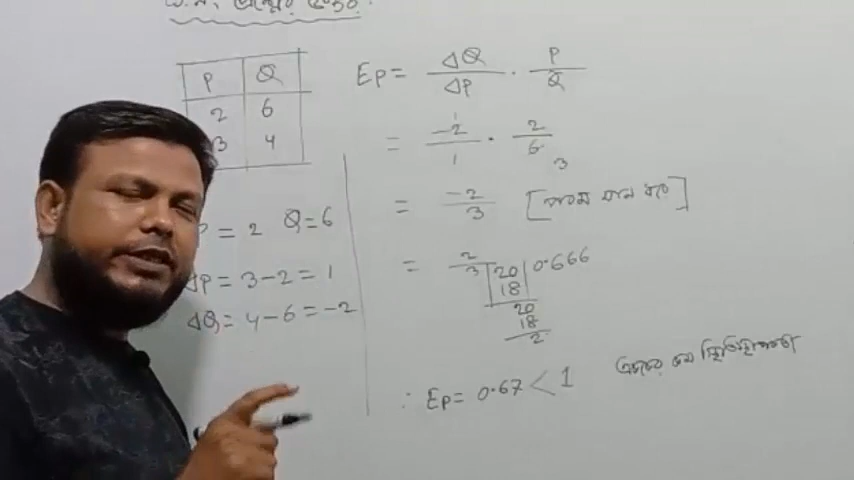 P Q
2 6
3 4
P = 2 Q = 6
ΔP = 3 - 2 = 1
ΔQ = 4 - 6 = -2
Ep = ΔQ/ΔP · P/Q
= -2/1 · 2/6 3
= -2/3 [পরম মান ধরে]
= 2/3 20 0.666
18
20
18
2
∴ Ep = 0.67 < 1
স্থিতিস্থাপকতা